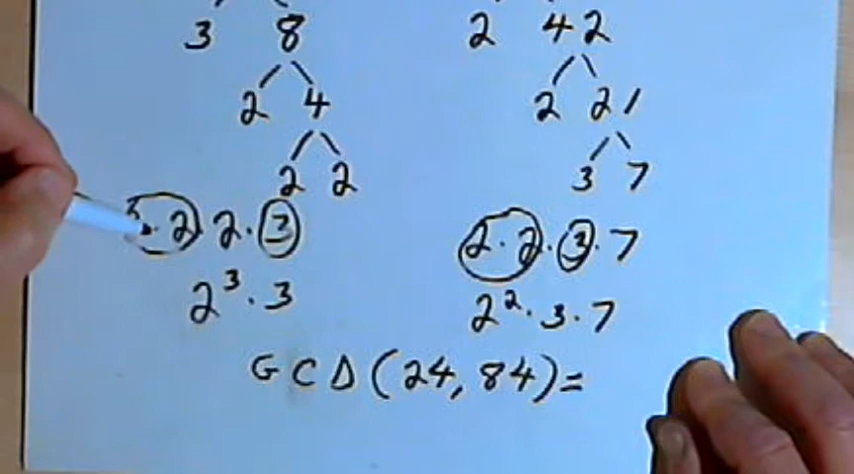 3 8 2 42
2 4 2 21
2 2 3 7
· 2 · 2 · 3 2 · 2 · 3 · 7
2³ · 3 2² · 3 · 7
GCD(24, 84) =